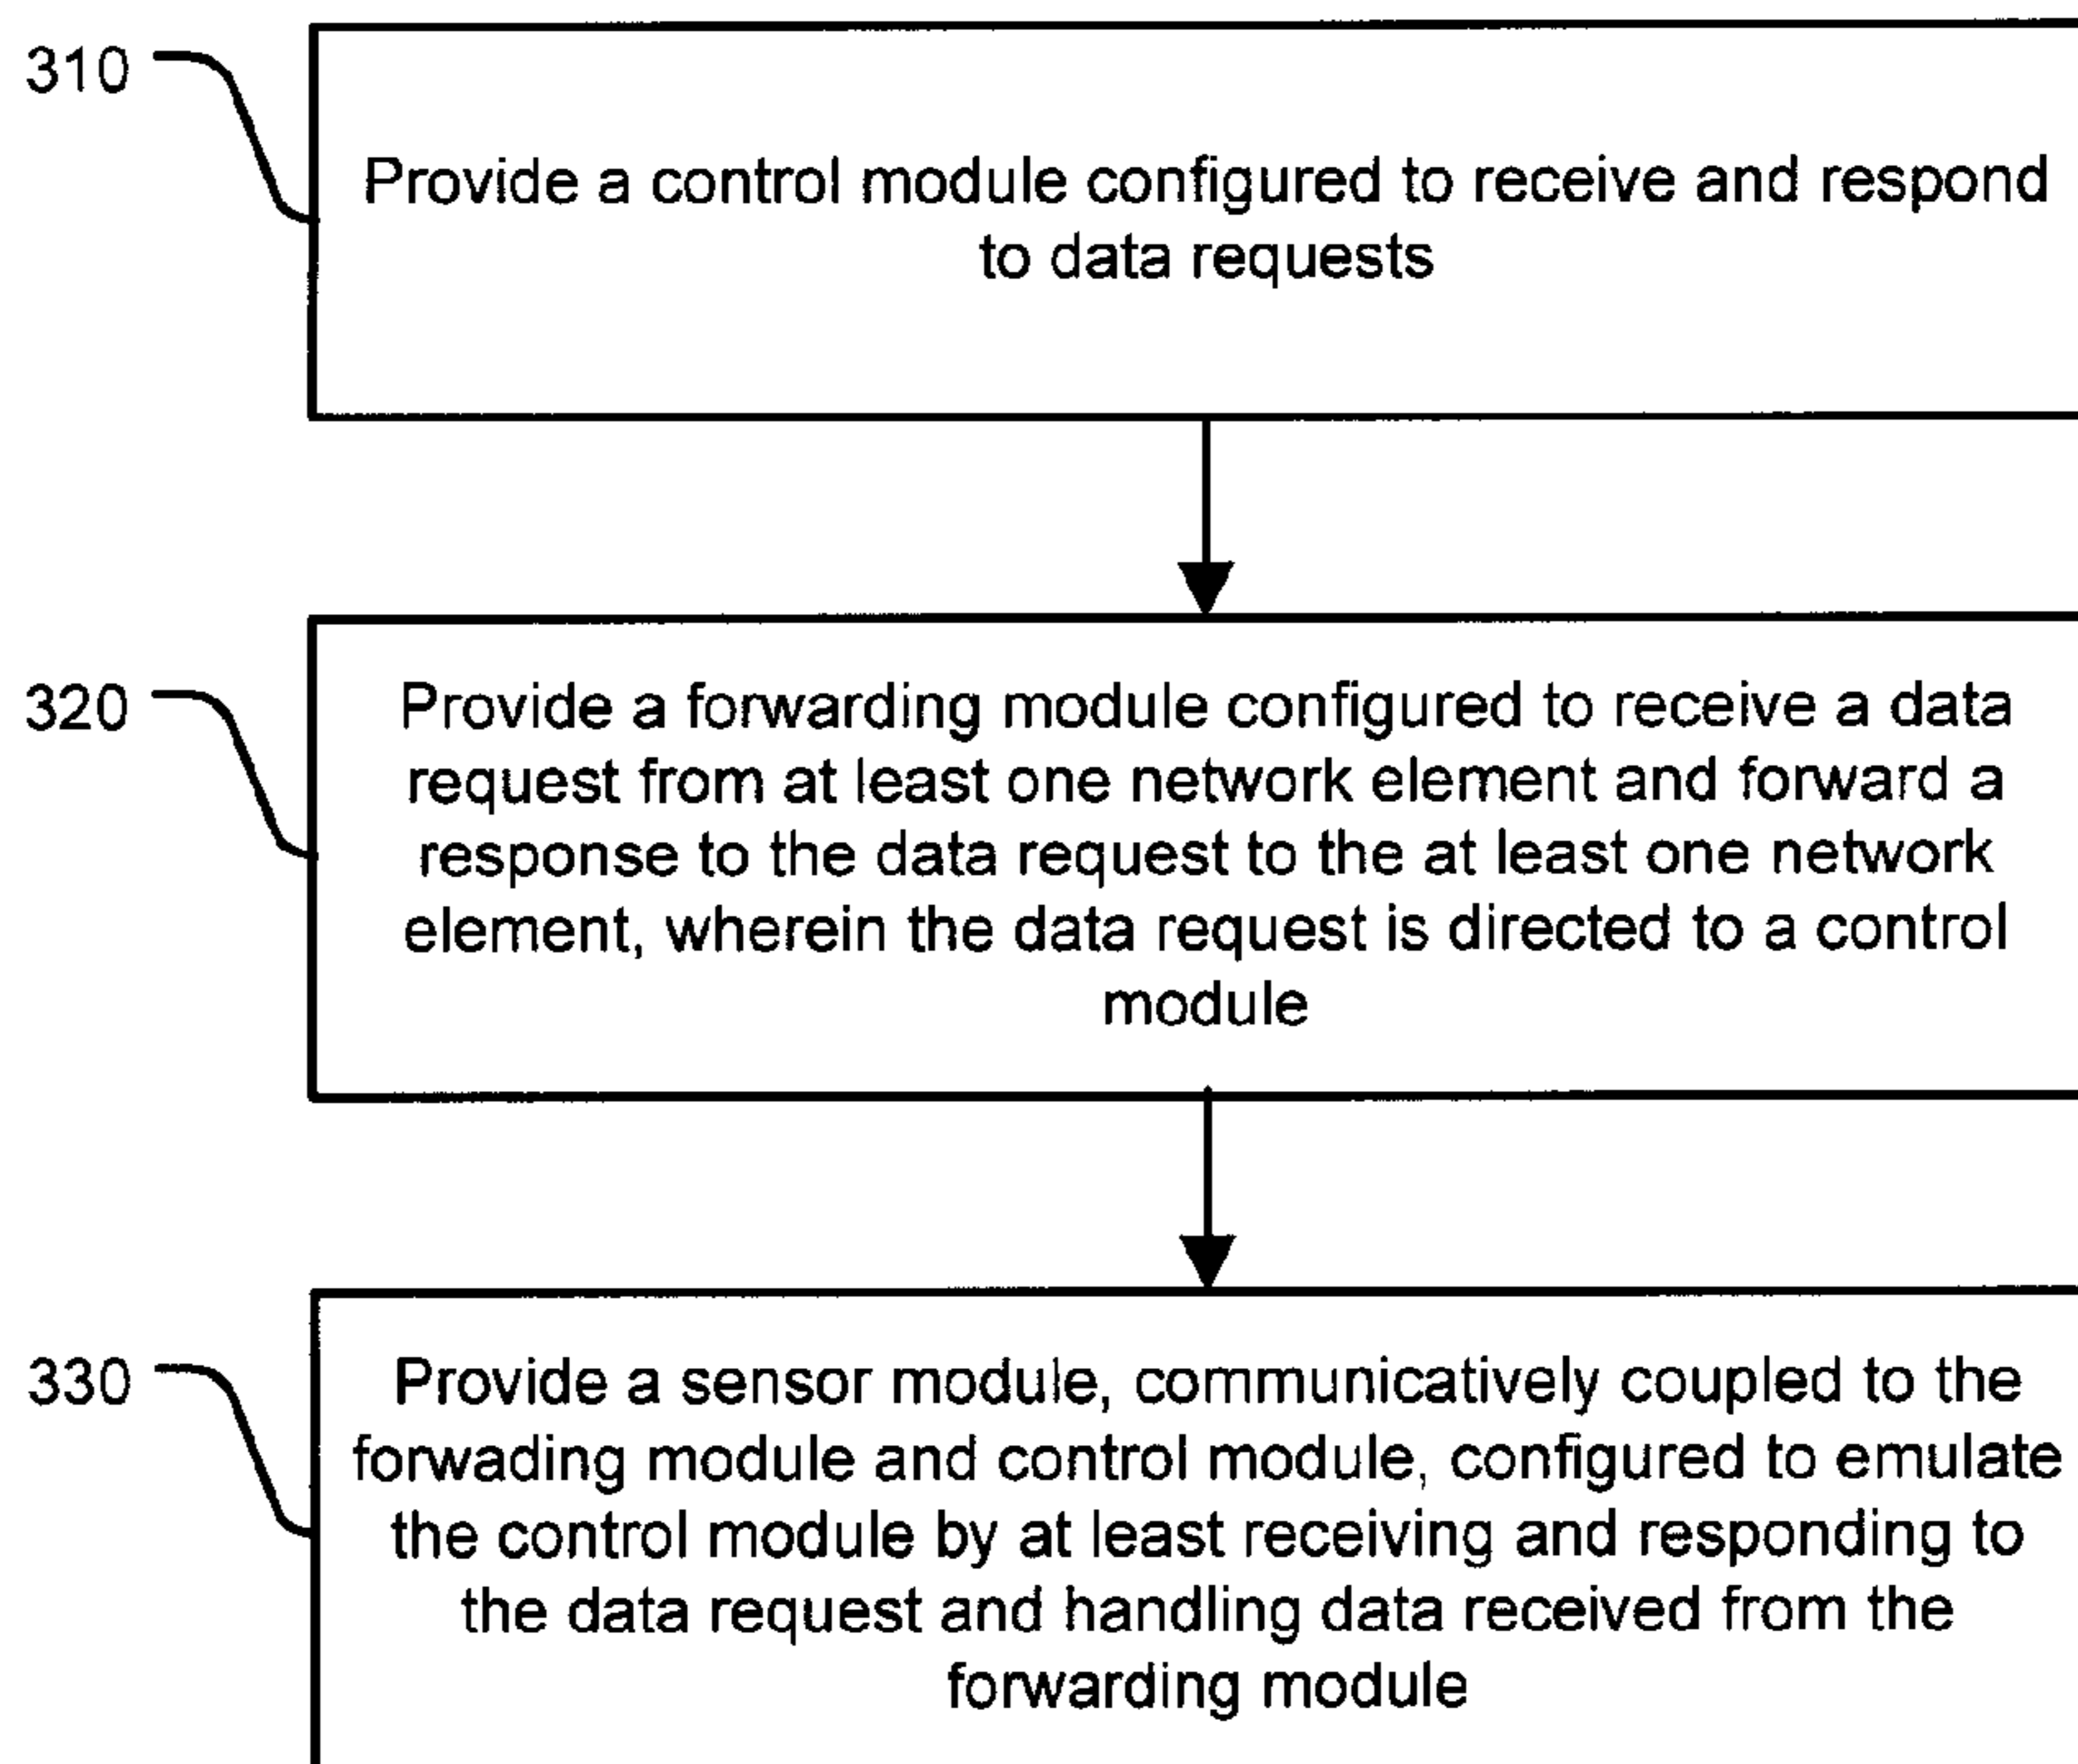 310
Provide a control module configured to receive and respond
to data requests
320
Provide a forwarding module configured to receive a data
request from at least one network element and forward a
response to the data request to the at least one network
element, wherein the data request is directed to a control
module
330
Provide a sensor module, communicatively coupled to the
forwading module and control module, configured to emulate
the control module by at least receiving and responding to
the data request and handling data received from the
forwarding module